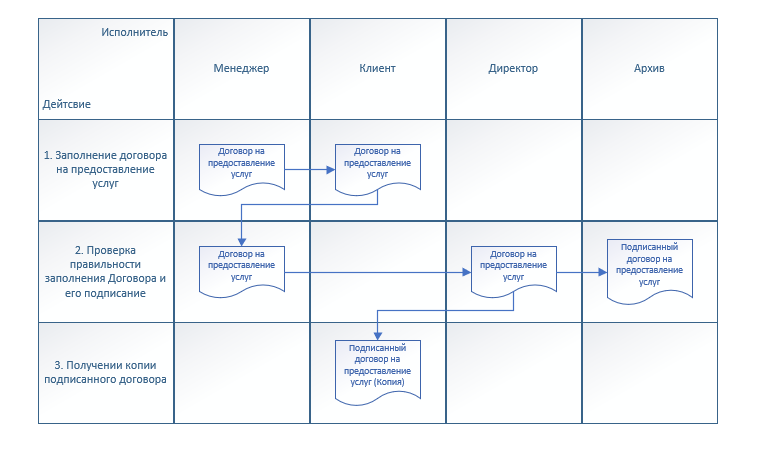 Исполнитель
Дейтсвие
Менеджер
Клиент
Директор
Архив
1. Заполнение договора
на предоставление
услуг
Договор на
предоставление
услуг
Договор на
предоставление
услуг
2. Проверка
правильности
заполнения Договора и
его подписание
Договор на
предоставление
услуг
Договор на
предоставление
услуг
Подписанный
договор на
предоставление
услуг
3. Получении копии
подписанного договора
Подписанный
договор на
предоставление
услуг (Копия)